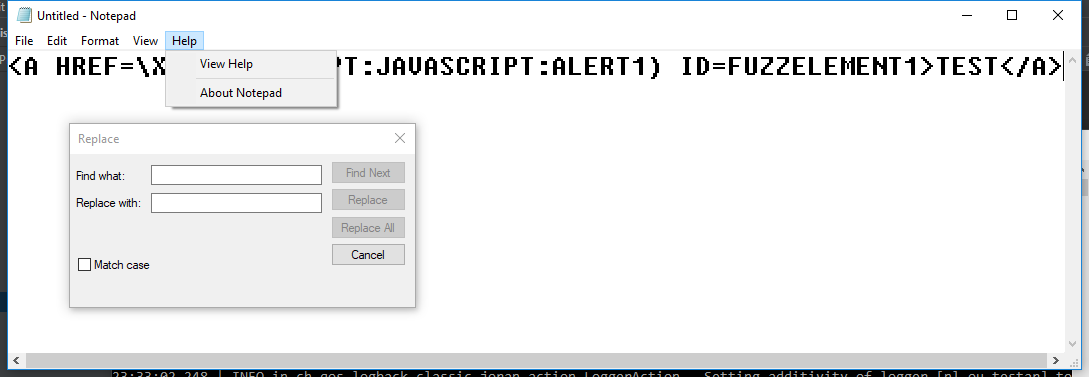 Untitled - Notepad
File Edit Format View Help
<A HREF=\X PT:JAVASCRIPT:ALERT1) ID=FUZZELEMENT1>TEST</A>
View Help
About Notepad
Replace
Find what:
Find Next
Replace with:
Replace
Replace All
Cancel
Match case
23:33:02,248 | INFO in ch.qos.logback.classic.joran.action.LoggerAction - Setting additivity of logger